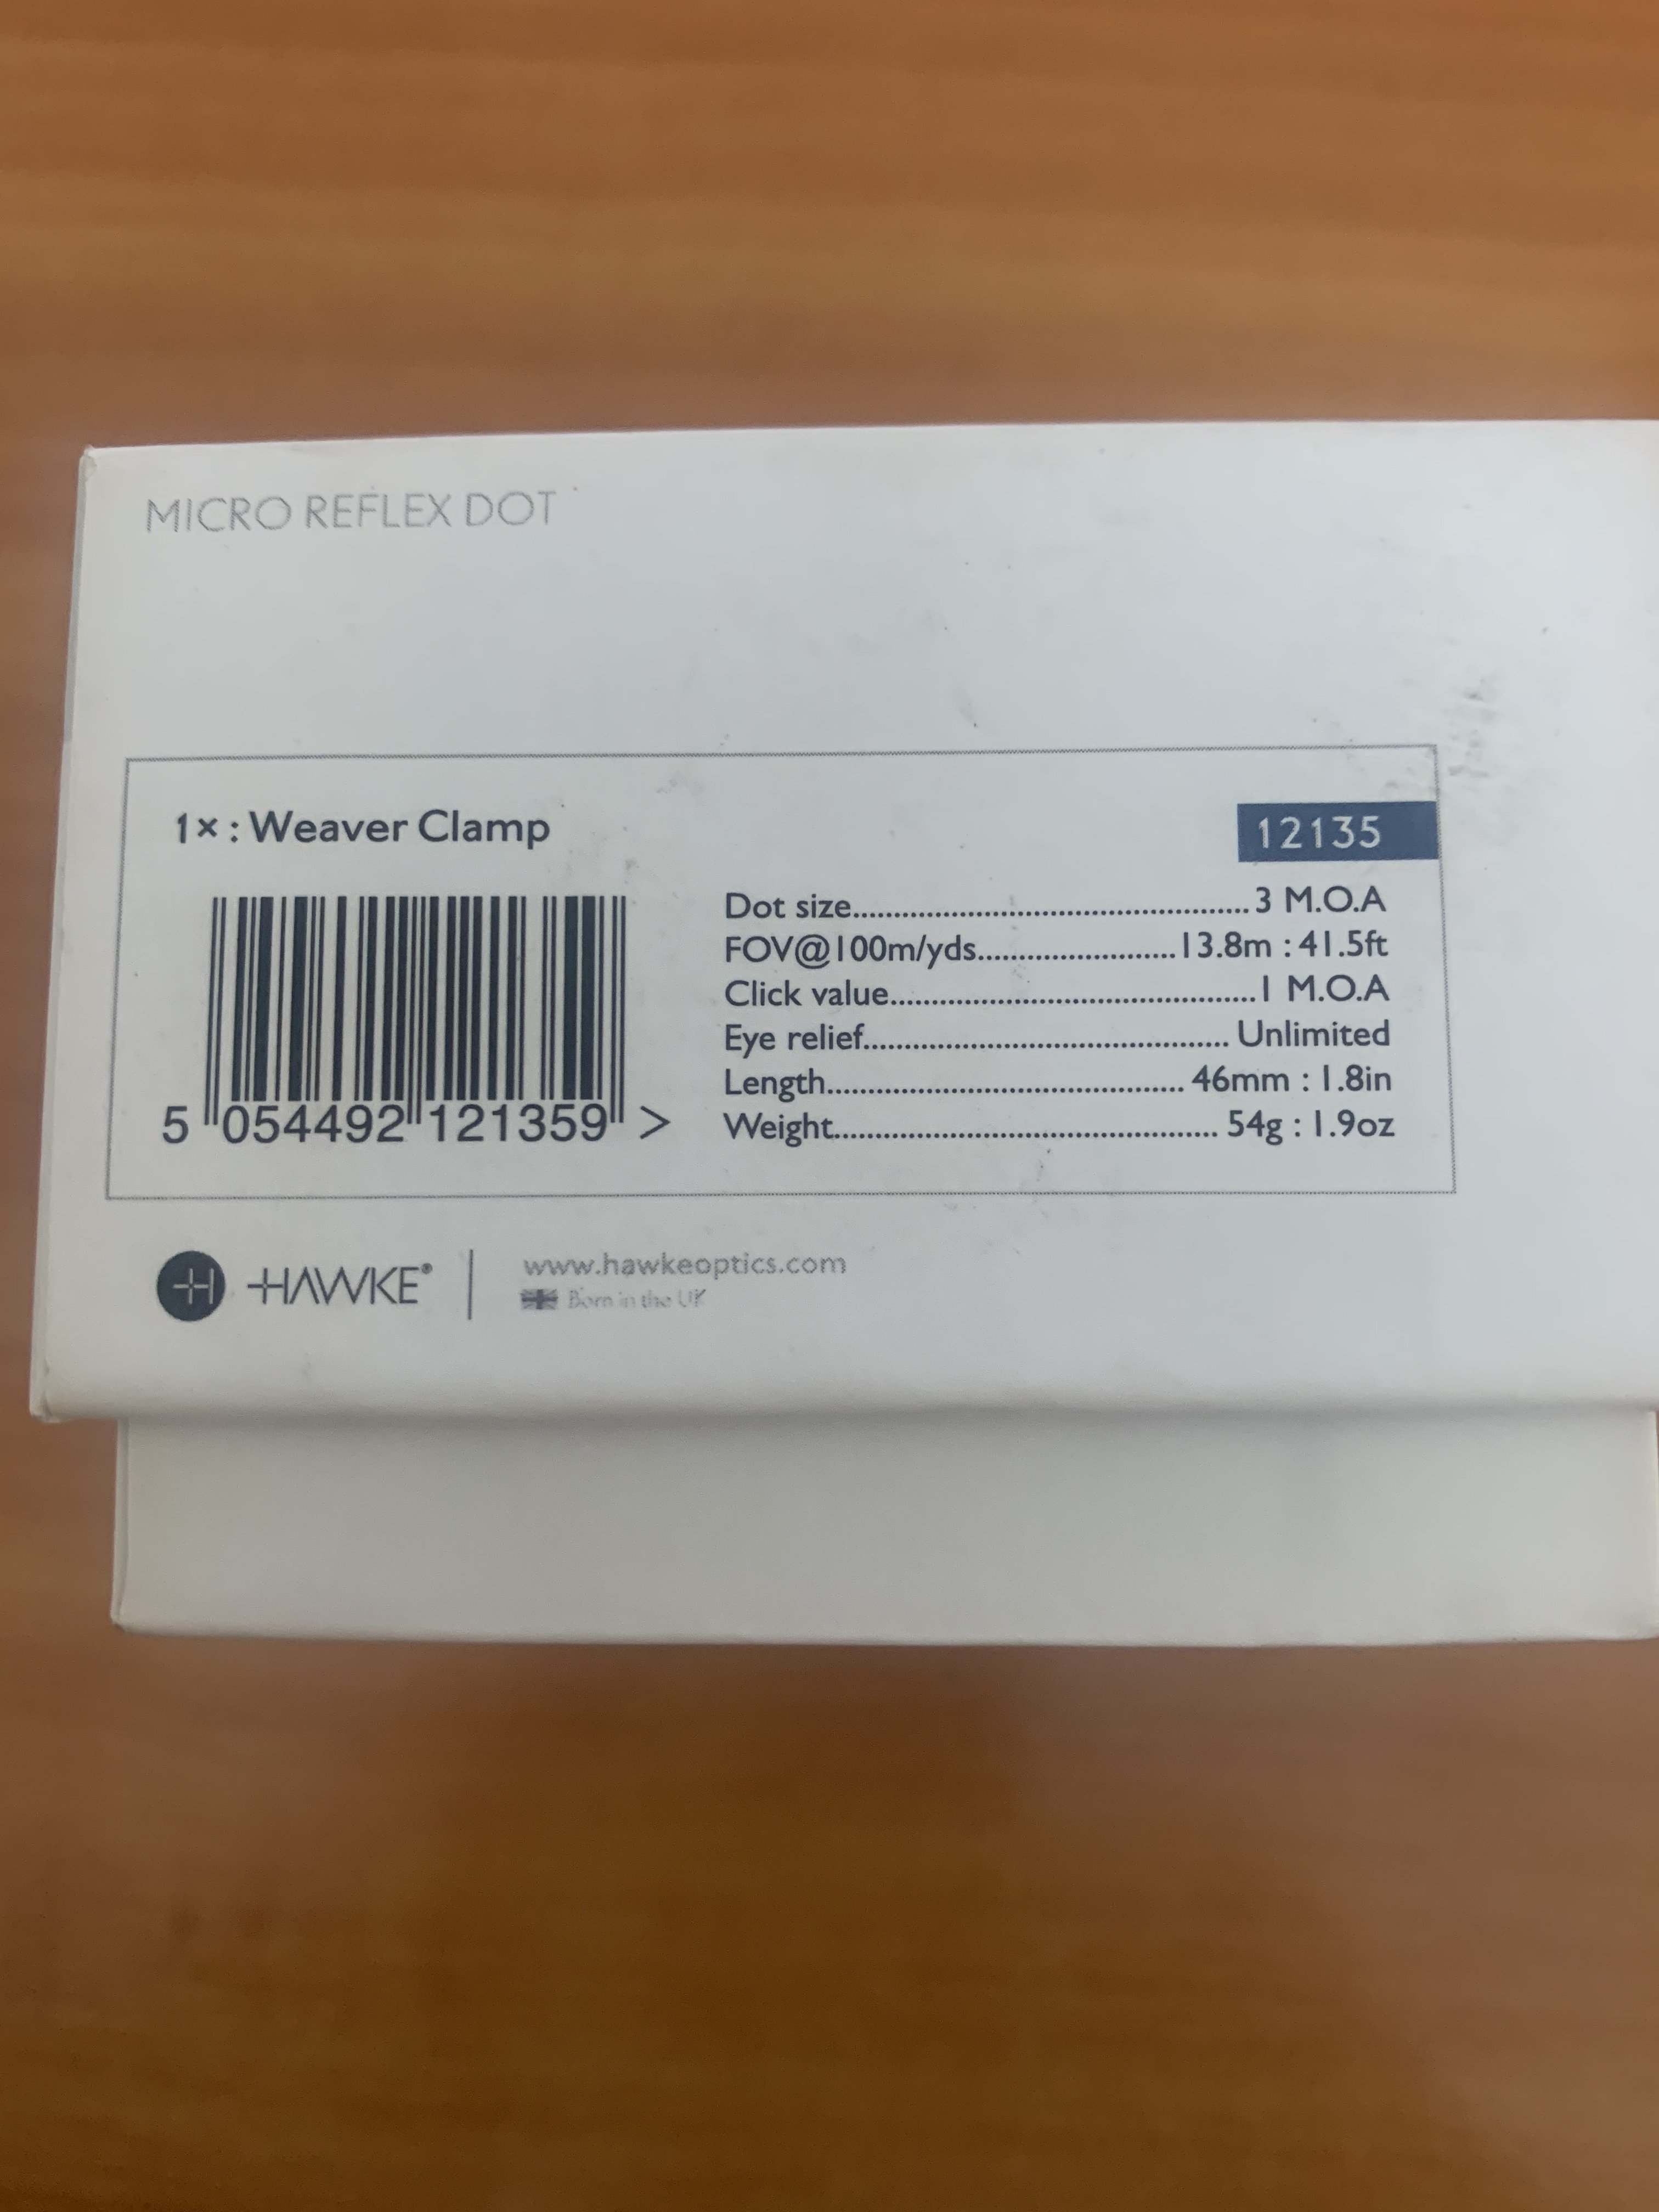 MICRO REFLEX DOT
1× : Weaver Clamp
12135
Dot size.......................................................... 3 M.O.A
FOV@100m/yds............................. 13.8m : 41.5ft
Click value...................................................... 1 M.O.A
Eye relief...................................................... Unlimited
Length..................................................... 46mm : 1.8in
Weight......................................................... 54g : 1.9oz
5 054492 121359 >
HAWKE®
www.hawkeoptics.com
Born in the UK